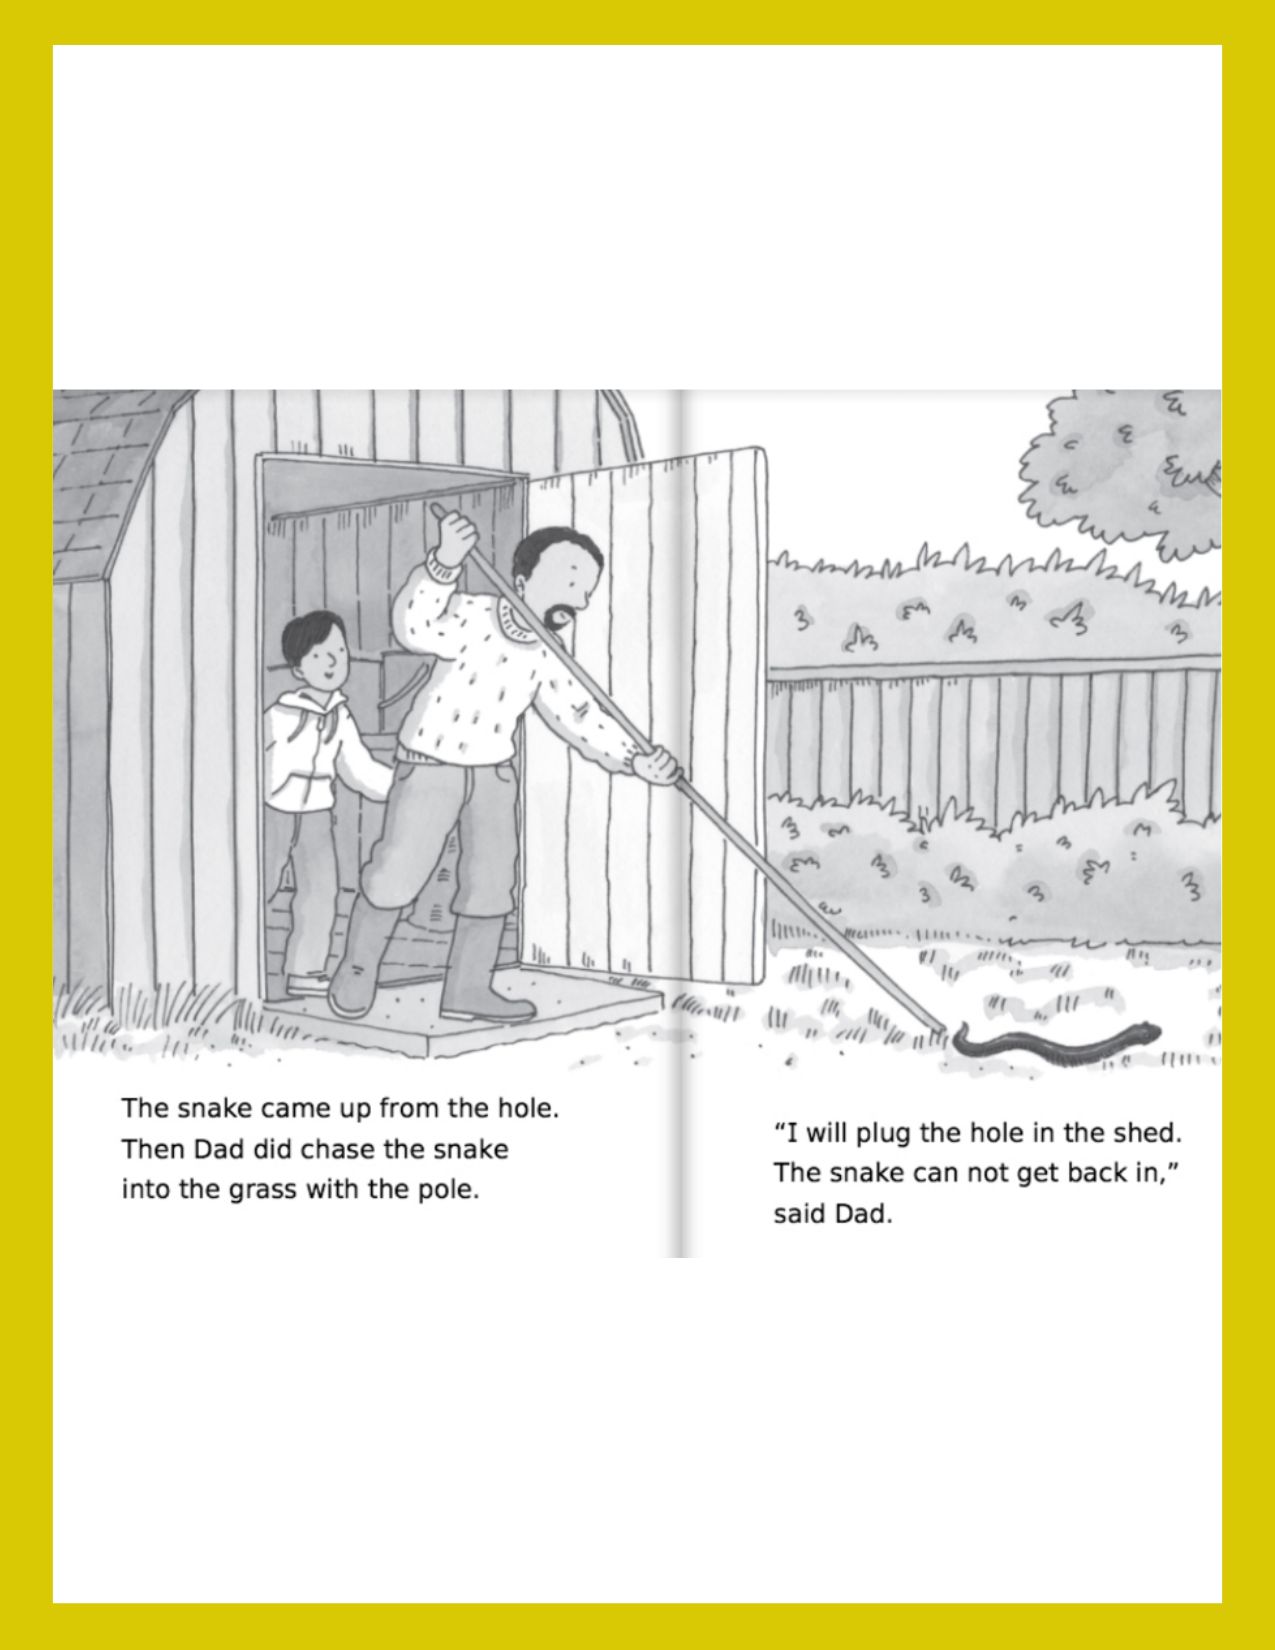 The snake came up from the hole.
Then Dad did chase the snake
into the grass with the pole.
“I will plug the hole in the shed.
The snake can not get back in,”
said Dad.